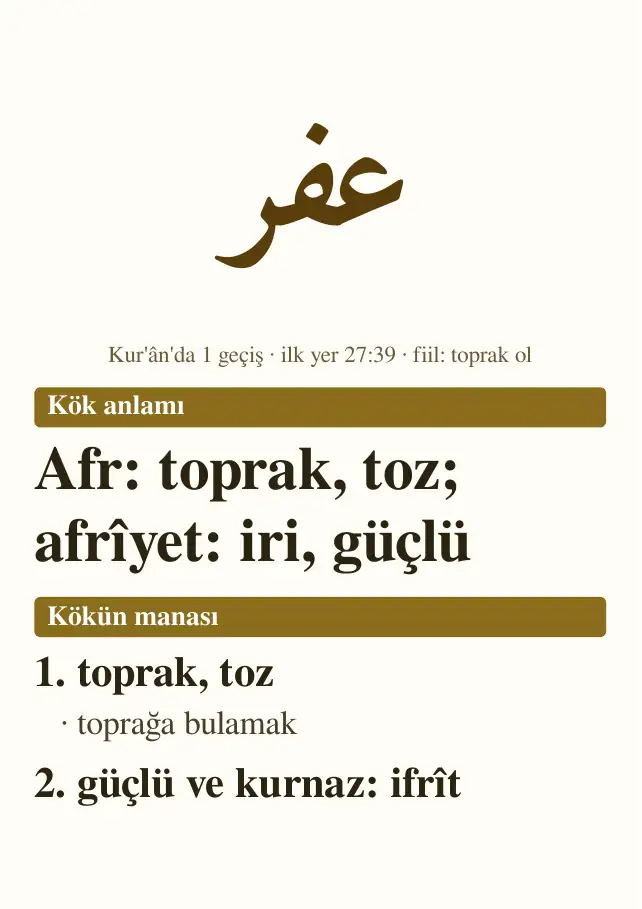 عفر
Kur'ân'da 1 geçiş · ilk yer 27:39 · fiil: toprak ol
Kök anlamı
Afr: toprak, toz;
afrîyet: iri, güçlü
Kökün manası
1. toprak, toz
· toprağa bulamak
2. güçlü ve kurnaz: ifrît